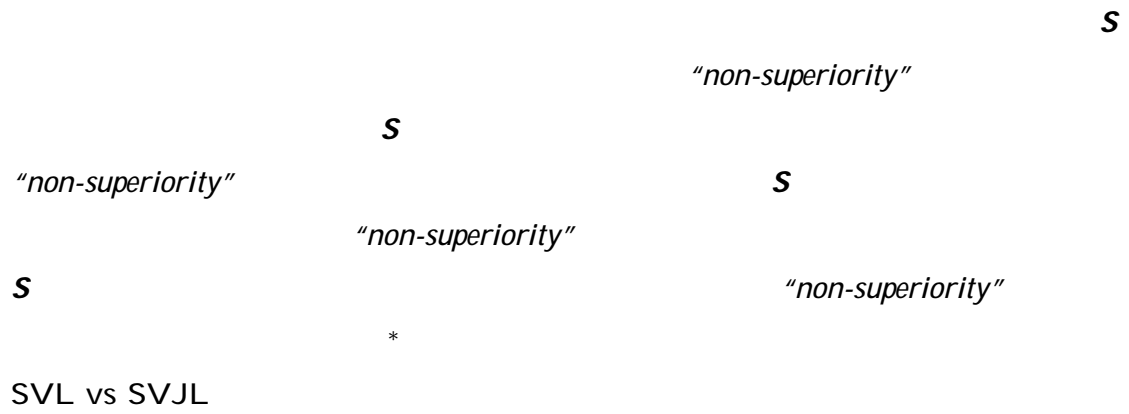 S
“non-superiority”
S
“non-superiority” S
“non-superiority”
S “non-superiority”
*
SVL vs SVJL